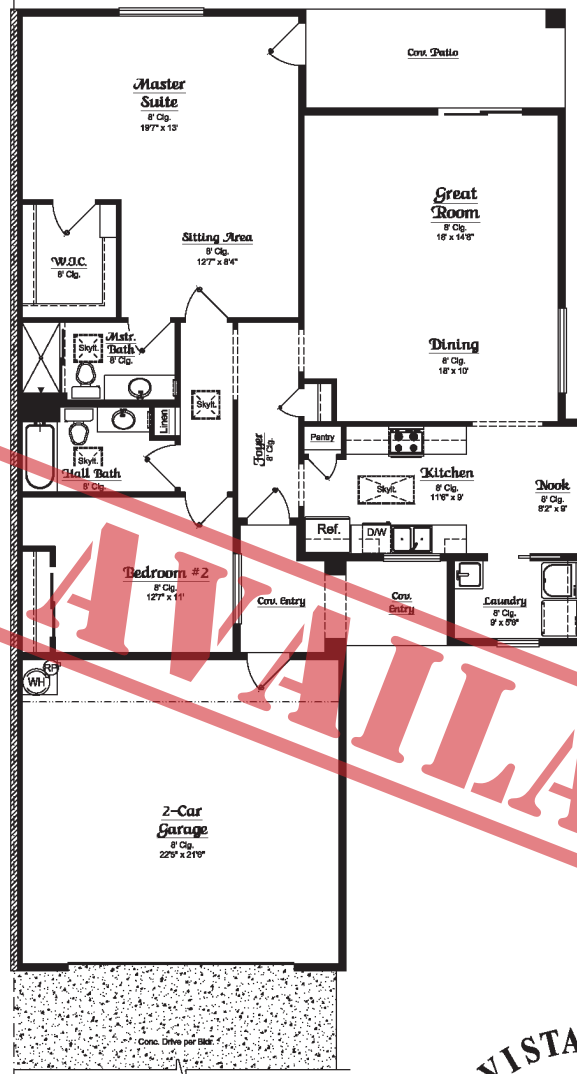 Cov. Patio
Master
Suite
8' Clg.
19'7" x 13'
Great
Room
8' Clg.
18' x 14'8"
W.I.C.
8' Clg.
Sitting Area
8' Clg.
12'7" x 8'4"
Mstr.
Bath
8' Clg.
Skylt.
Dining
8' Clg.
18' x 10'
Skylt.
Linen
Foyer
8' Clg.
Pantry
Skylt.
Hall Bath
8' Clg.
Kitchen
8' Clg.
11'6" x 9'
Skylt.
Nook
8' Clg.
8'2" x 9'
Ref.
D/W
Bedroom #2
8' Clg.
12'7" x 11'
Cov. Entry
Cov.
Entry
Laundry
8' Clg.
9' x 5'6"
RP
WH
AVAILA
2-Car
Garage
8' Clg.
22'5" x 21'6"
Conc. Drive per Bldr.
VISTA